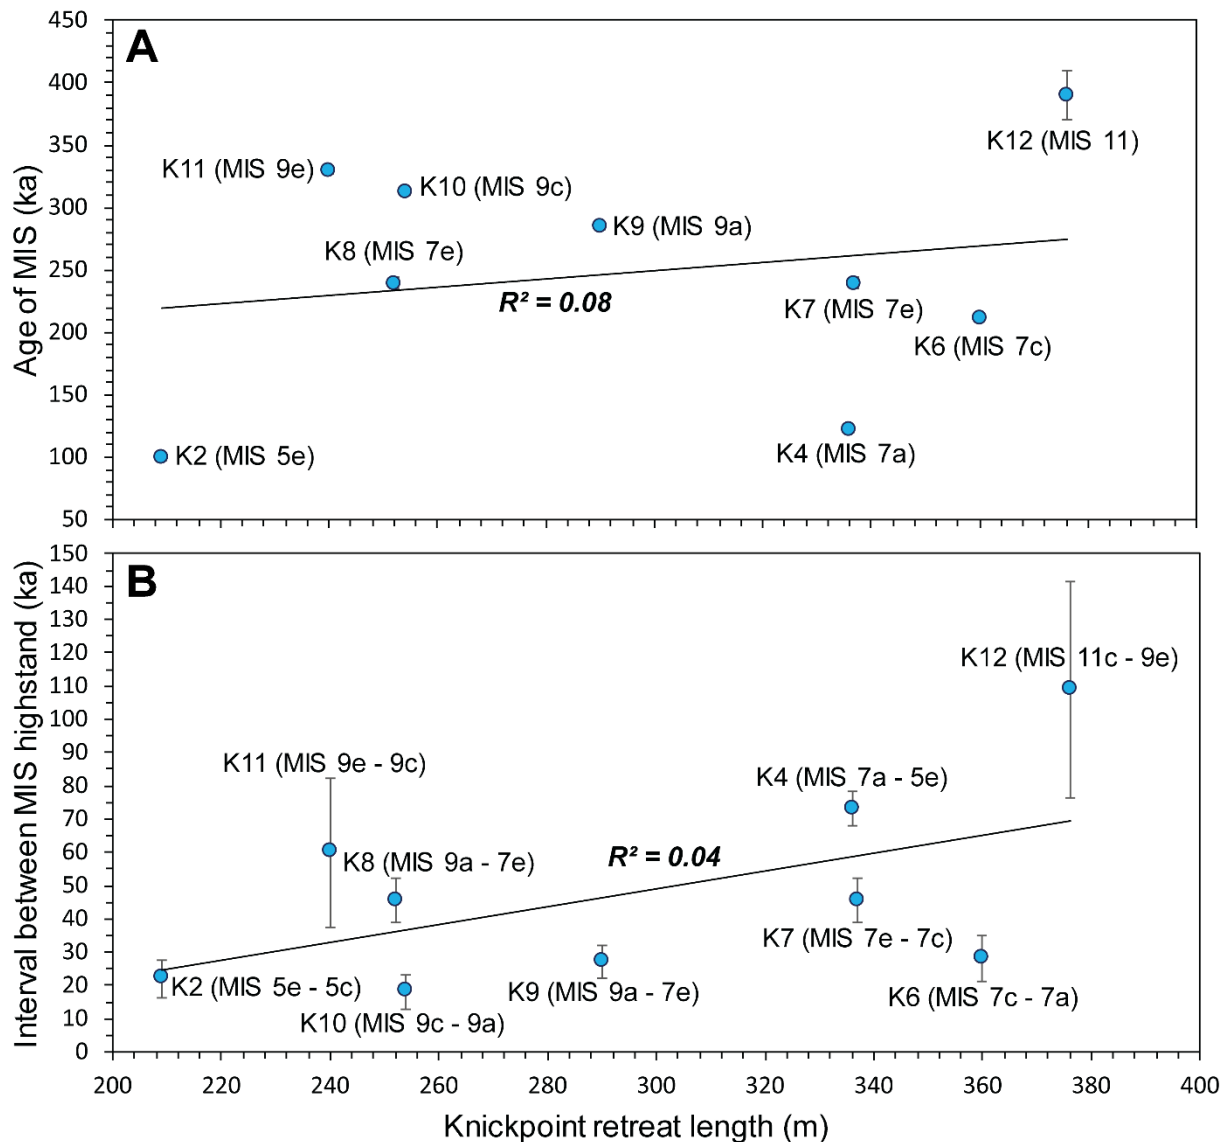 A
450
400
350
300
250
200
150
100
50
Age of MIS (ka)
K12 (MIS 11)
K11 (MIS 9e)
K10 (MIS 9c)
K9 (MIS 9a)
K8 (MIS 7e)
R² = 0.08
K7 (MIS 7e)
K6 (MIS 7c)
K2 (MIS 5e)
K4 (MIS 7a)
B
150
140
130
120
110
100
90
80
70
60
50
40
30
20
10
0
Interval between MIS highstand (ka)
K12 (MIS 11c - 9e)
K11 (MIS 9e - 9c)
K4 (MIS 7a - 5e)
K8 (MIS 9a - 7e)
R² = 0.04
K7 (MIS 7e - 7c)
K2 (MIS 5e - 5c)
K9 (MIS 9a - 7e)
K6 (MIS 7c - 7a)
K10 (MIS 9c - 9a)
200 220 240 260 280 300 320 340 360 380 400
Knickpoint retreat length (m)